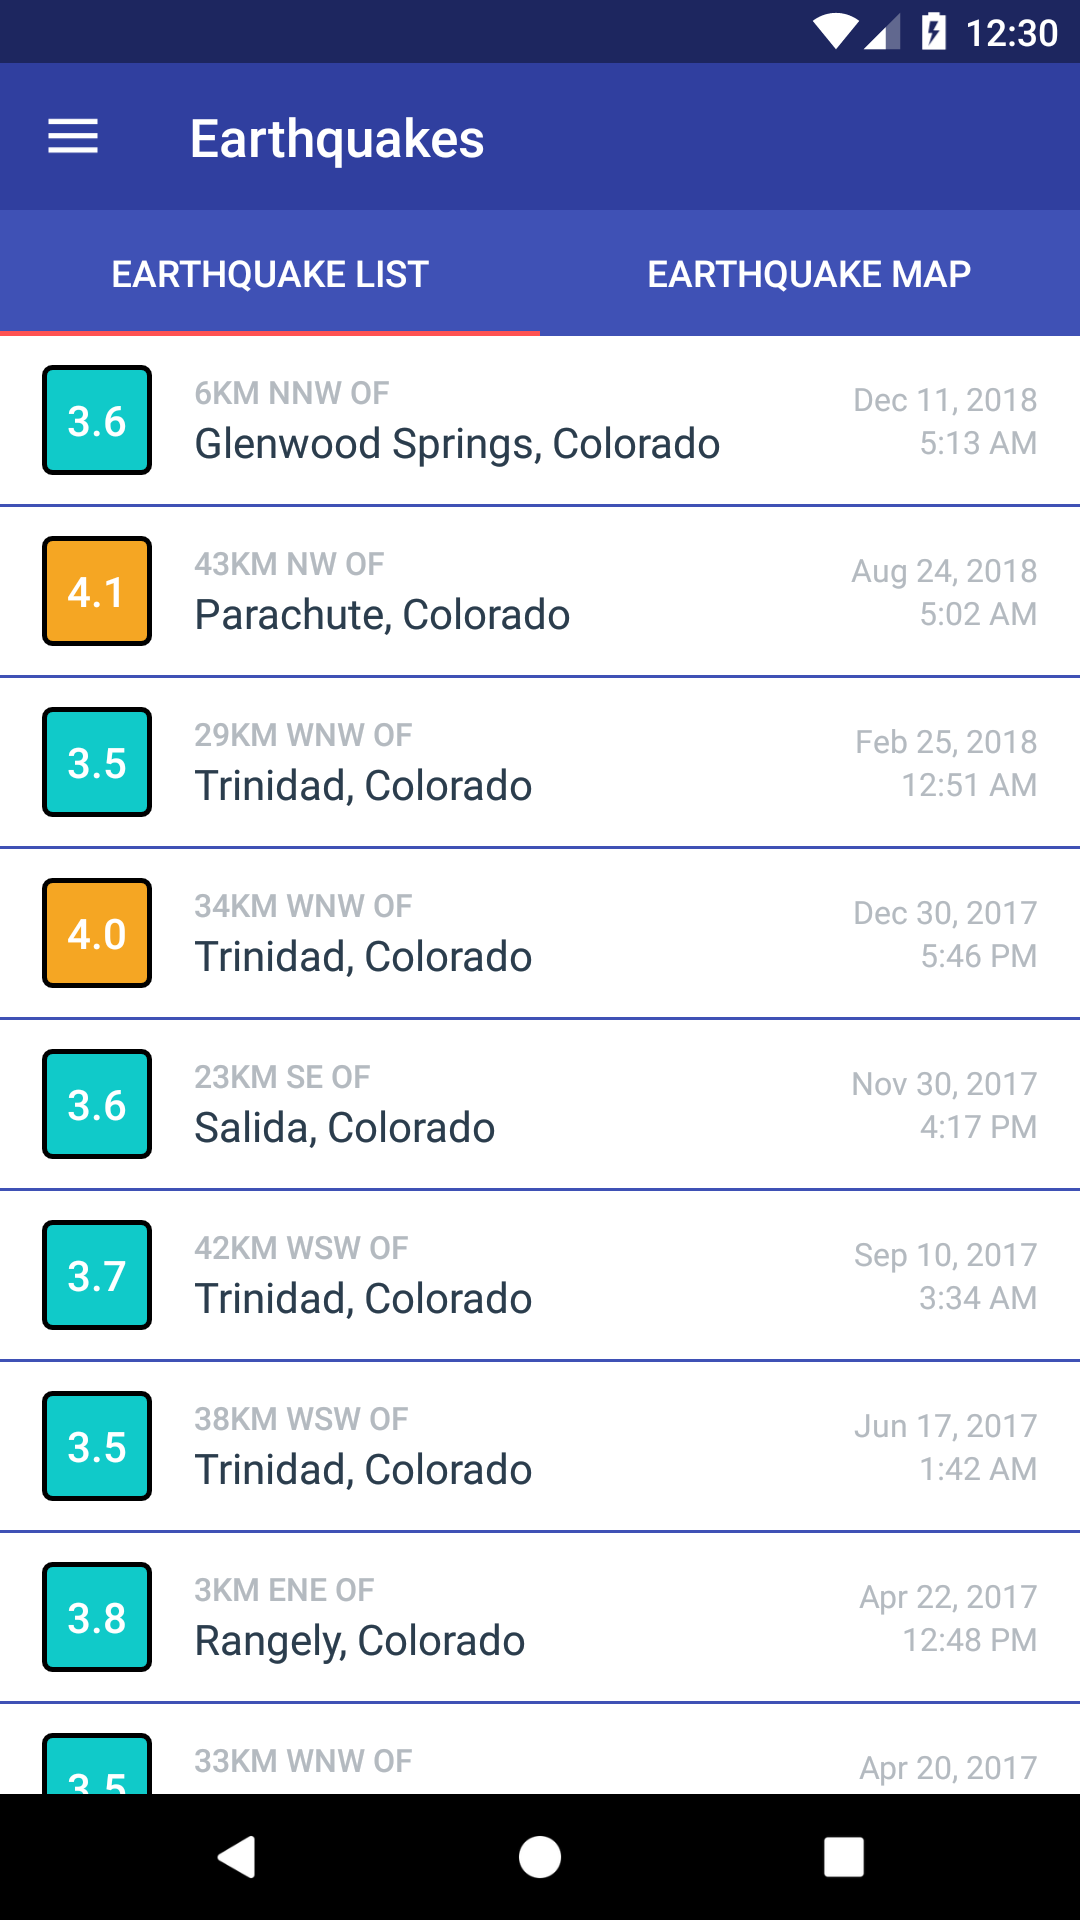 12:30
Earthquakes
EARTHQUAKE LIST
EARTHQUAKE MAP
3.6
6KM NNW OF
Glenwood Springs, Colorado
Dec 11, 2018
5:13 AM
4.1
43KM NW OF
Parachute, Colorado
Aug 24, 2018
5:02 AM
3.5
29KM WNW OF
Trinidad, Colorado
Feb 25, 2018
12:51 AM
4.0
34KM WNW OF
Trinidad, Colorado
Dec 30, 2017
5:46 PM
3.6
23KM SE OF
Salida, Colorado
Nov 30, 2017
4:17 PM
3.7
42KM WSW OF
Trinidad, Colorado
Sep 10, 2017
3:34 AM
3.5
38KM WSW OF
Trinidad, Colorado
Jun 17, 2017
1:42 AM
3.8
3KM ENE OF
Rangely, Colorado
Apr 22, 2017
12:48 PM
3.5
33KM WNW OF
Apr 20, 2017